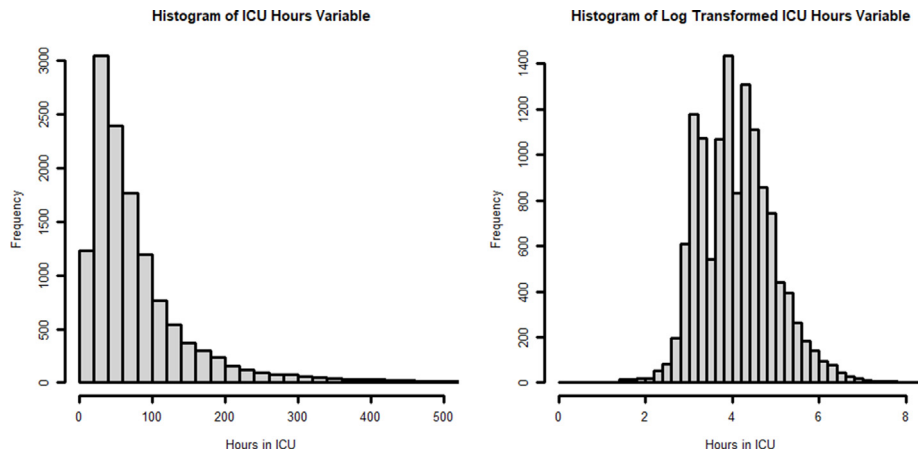 Histogram of ICU Hours Variable
Frequency
3000
2500
2000
1500
1000
500
0
0 100 200 300 400 500
Hours in ICU
Histogram of Log Transformed ICU Hours Variable
Frequency
1400
1200
1000
800
600
400
200
0
0 2 4 6 8
Hours in ICU